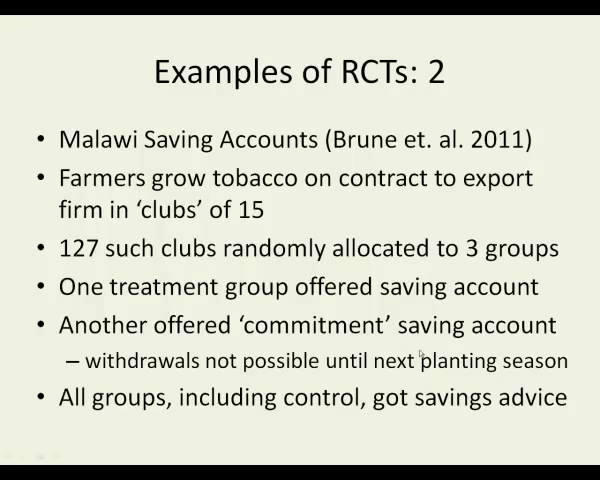 Examples of RCTs: 2
• Malawi Saving Accounts (Brune et. al. 2011)
• Farmers grow tobacco on contract to export
firm in ‘clubs’ of 15
• 127 such clubs randomly allocated to 3 groups
• One treatment group offered saving account
• Another offered ‘commitment’ saving account
– withdrawals not possible until next planting season
• All groups, including control, got savings advice